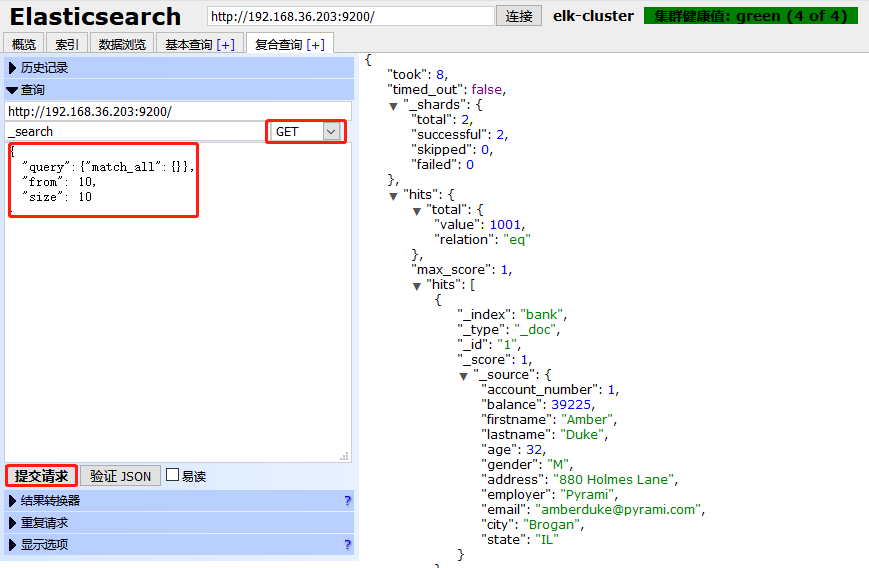 Elasticsearch http://192.168.36.203:9200/ 连接 elk-cluster 集群健康值: green (4 of 4)
概览 索引 数据浏览 基本查询 [+] 复合查询 [+]
历史记录
查询
http://192.168.36.203:9200/
_search GET
{
"query":{"match_all":{}},
"from": 10,
"size": 10
提交请求 验证 JSON 易读
结果转换器 ?
重复请求
显示选项 ?
{
"took": 8,
"timed_out": false,
"_shards": {
"total": 2,
"successful": 2,
"skipped": 0,
"failed": 0
},
"hits": {
"total": {
"value": 1001,
"relation": "eq"
},
"max_score": 1,
"hits": [
{
"_index": "bank",
"_type": "_doc",
"_id": "1",
"_score": 1,
"_source": {
"account_number": 1,
"balance": 39225,
"firstname": "Amber",
"lastname": "Duke",
"age": 32,
"gender": "M",
"address": "880 Holmes Lane",
"employer": "Pyrami",
"email": "amberduke@pyrami.com",
"city": "Brogan",
"state": "IL"
}